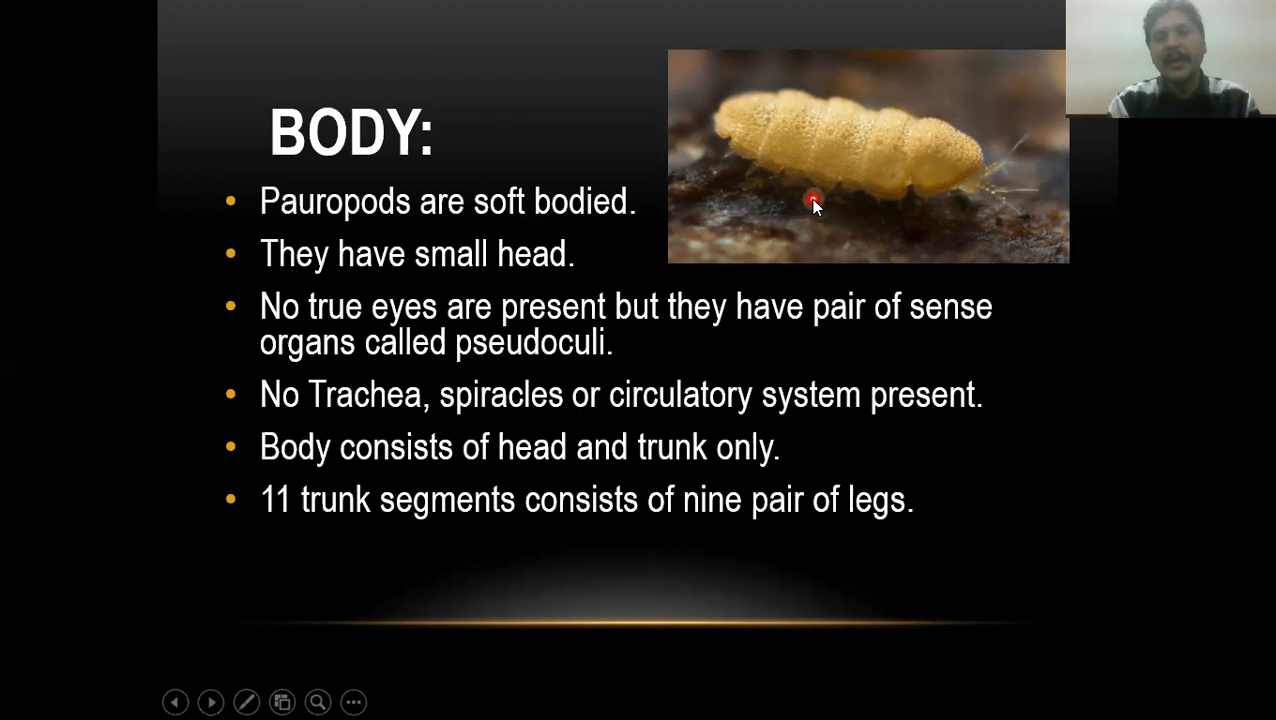 BODY:
Pauropods are soft bodied.
They have small head.
No true eyes are present but they have pair of sense
organs called pseudoculi.
No Trachea, spiracles or circulatory system present.
Body consists of head and trunk only.
11 trunk segments consists of nine pair of legs.